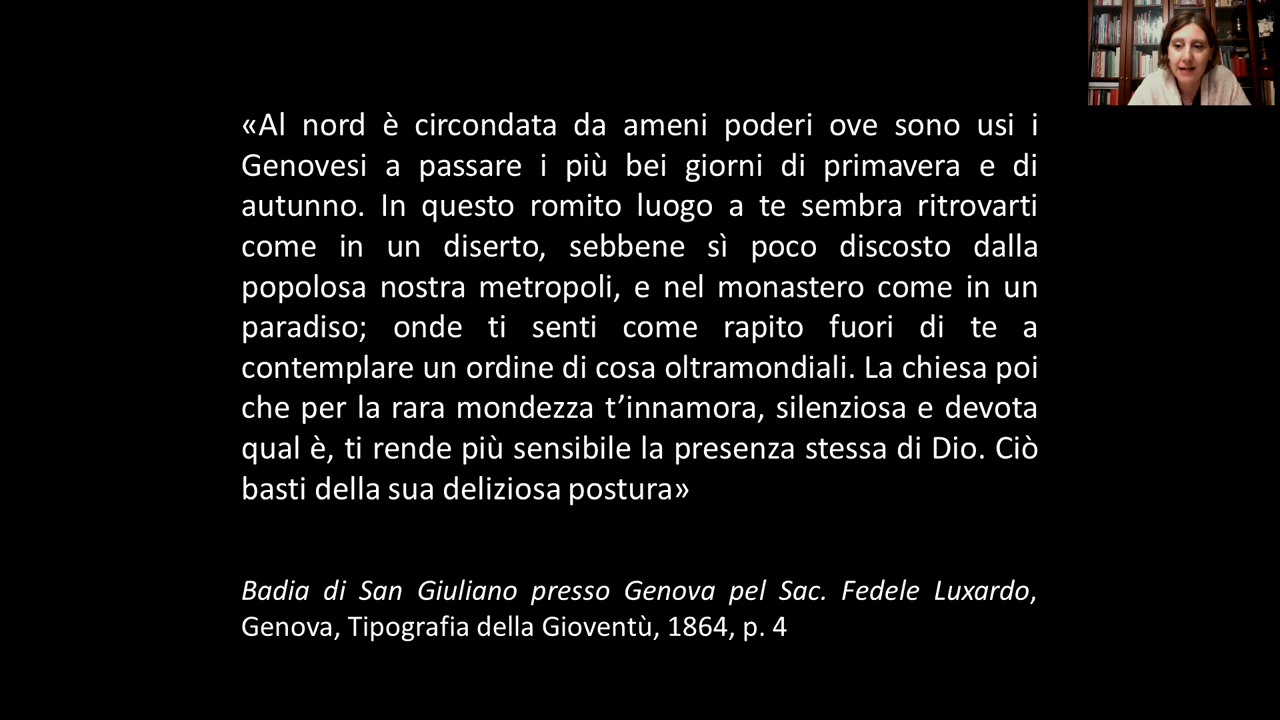 «Al nord è circondata da ameni poderi ove sono usi i
Genovesi a passare i più bei giorni di primavera e di
autunno. In questo romito luogo a te sembra ritrovarti
come in un diserto, sebbene sì poco discosto dalla
popolosa nostra metropoli, e nel monastero come in un
paradiso; onde ti senti come rapito fuori di te a
contemplare un ordine di cosa oltramondiali. La chiesa poi
che per la rara mondezza t’innamora, silenziosa e devota
qual è, ti rende più sensibile la presenza stessa di Dio. Ciò
basti della sua deliziosa postura»
Badia di San Giuliano presso Genova pel Sac. Fedele Luxardo,
Genova, Tipografia della Gioventù, 1864, p. 4